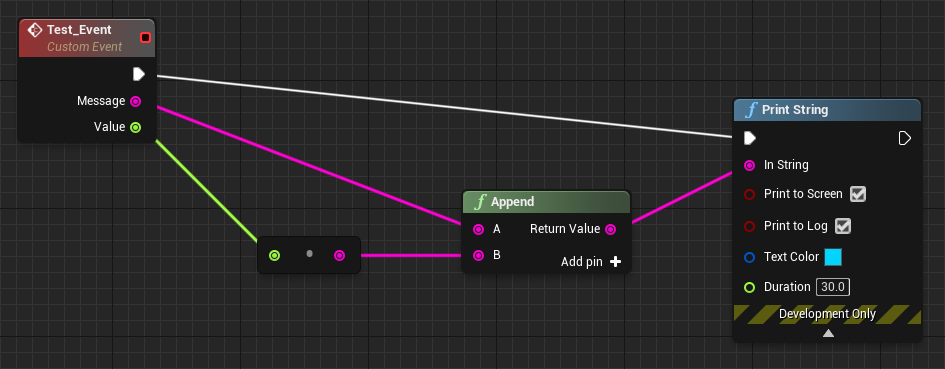 Test_Event
Custom Event
Message
Value
Append
A
Return Value
B
Add pin
f Print String
In String
Print to Screen
Print to Log
Text Color
Duration 30.0
Development Only